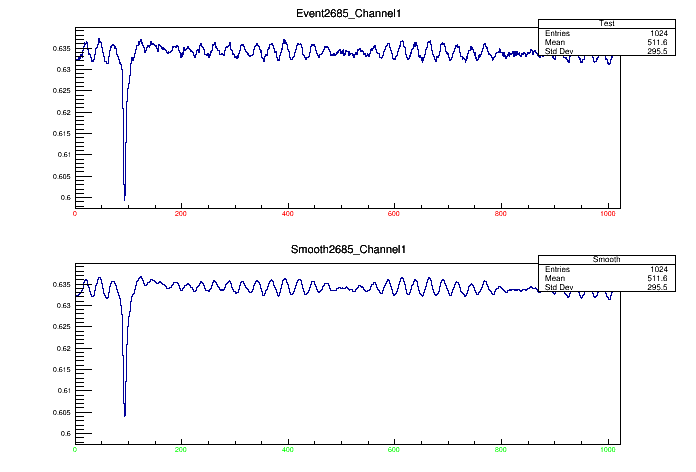 Event2685_Channel1
Test
Entries 1024
Mean 511.6
Std Dev 295.5
0.635
0.63
0.625
0.62
0.615
0.61
0.605
0.6
0 200 400 600 800 1000
Smooth2685_Channel1
Smooth
Entries 1024
Mean 511.6
Std Dev 295.5
0.635
0.63
0.625
0.62
0.615
0.61
0.605
0.6
0 200 400 600 800 1000